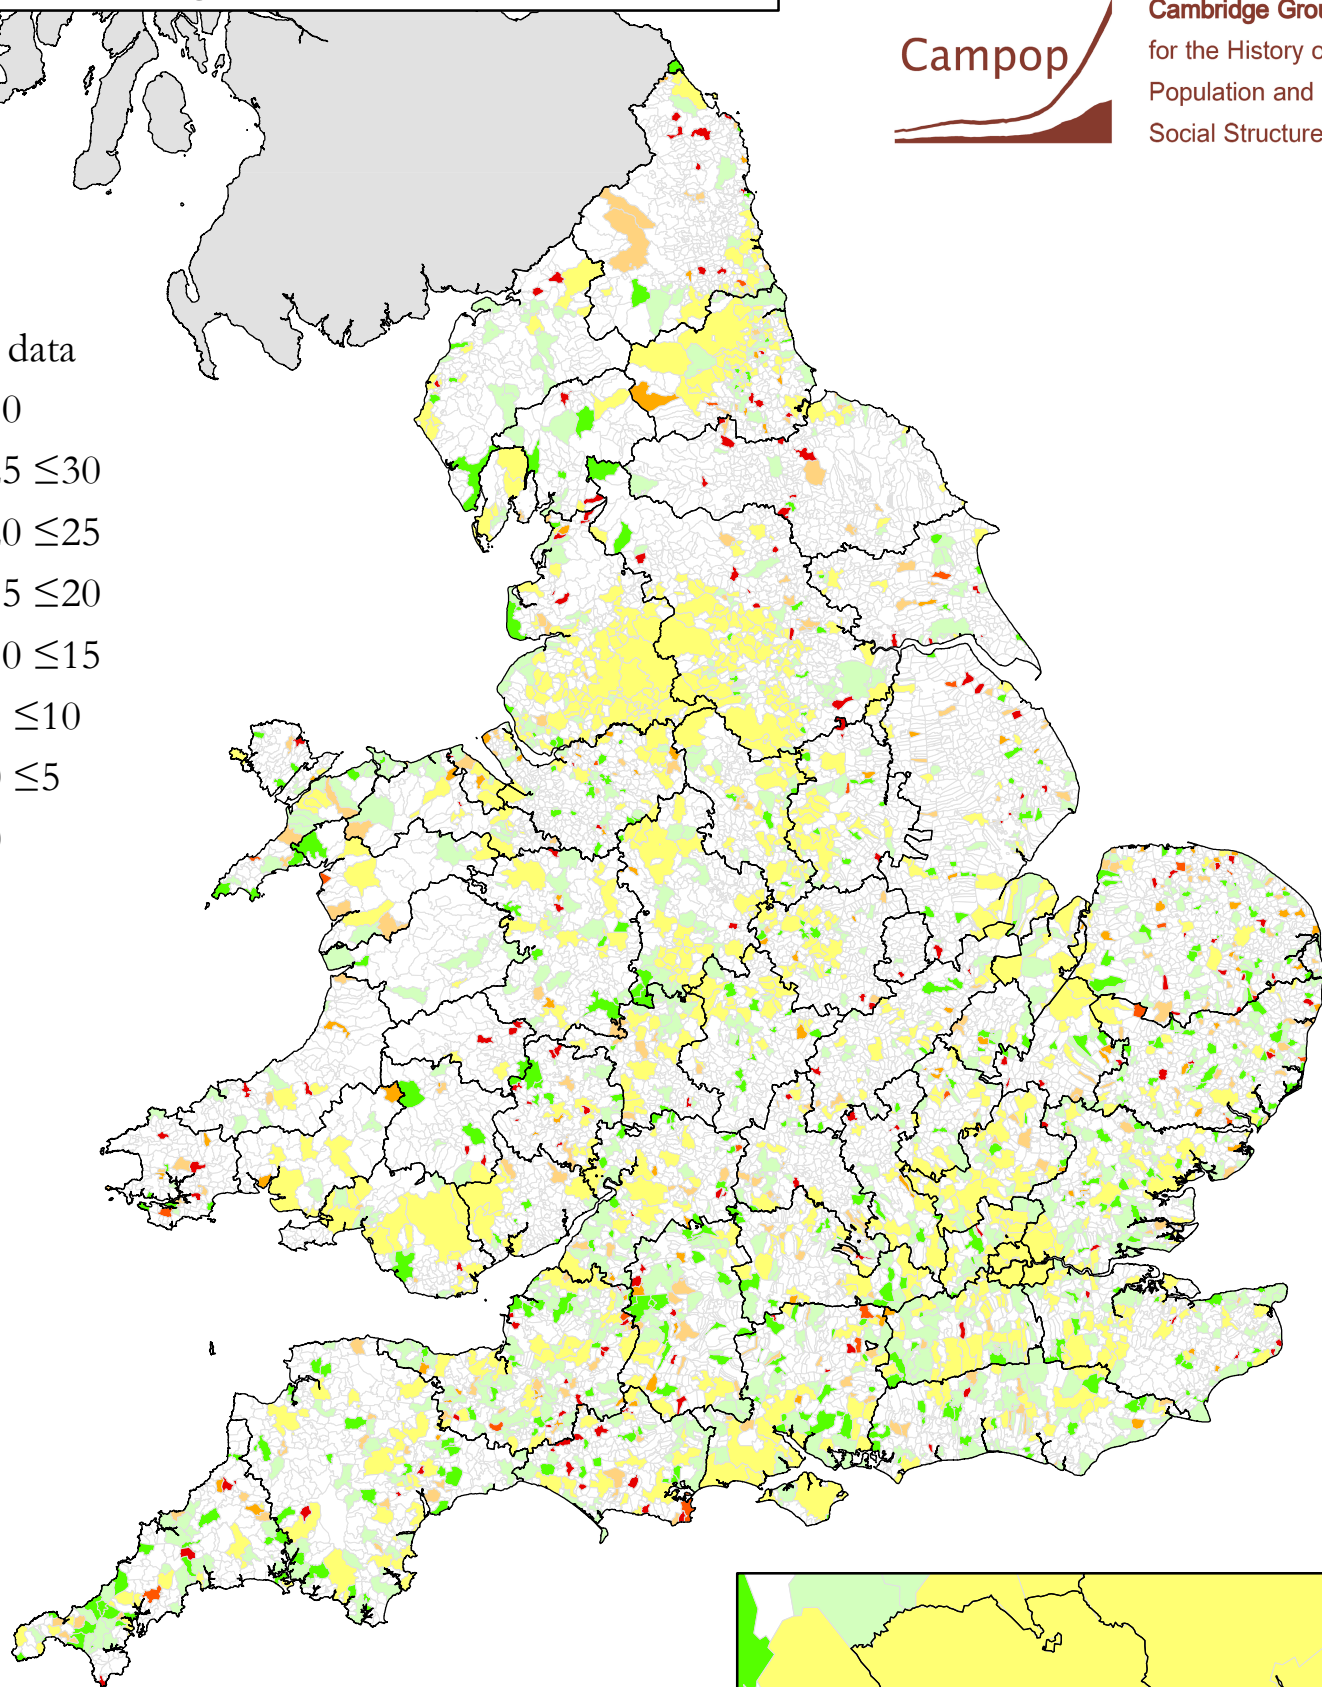 Cambridge Grou
Campop
for the History o
Population and
Social Structure
data
0
5 ≤30
0 ≤25
5 ≤20
0 ≤15
≤10
≤5